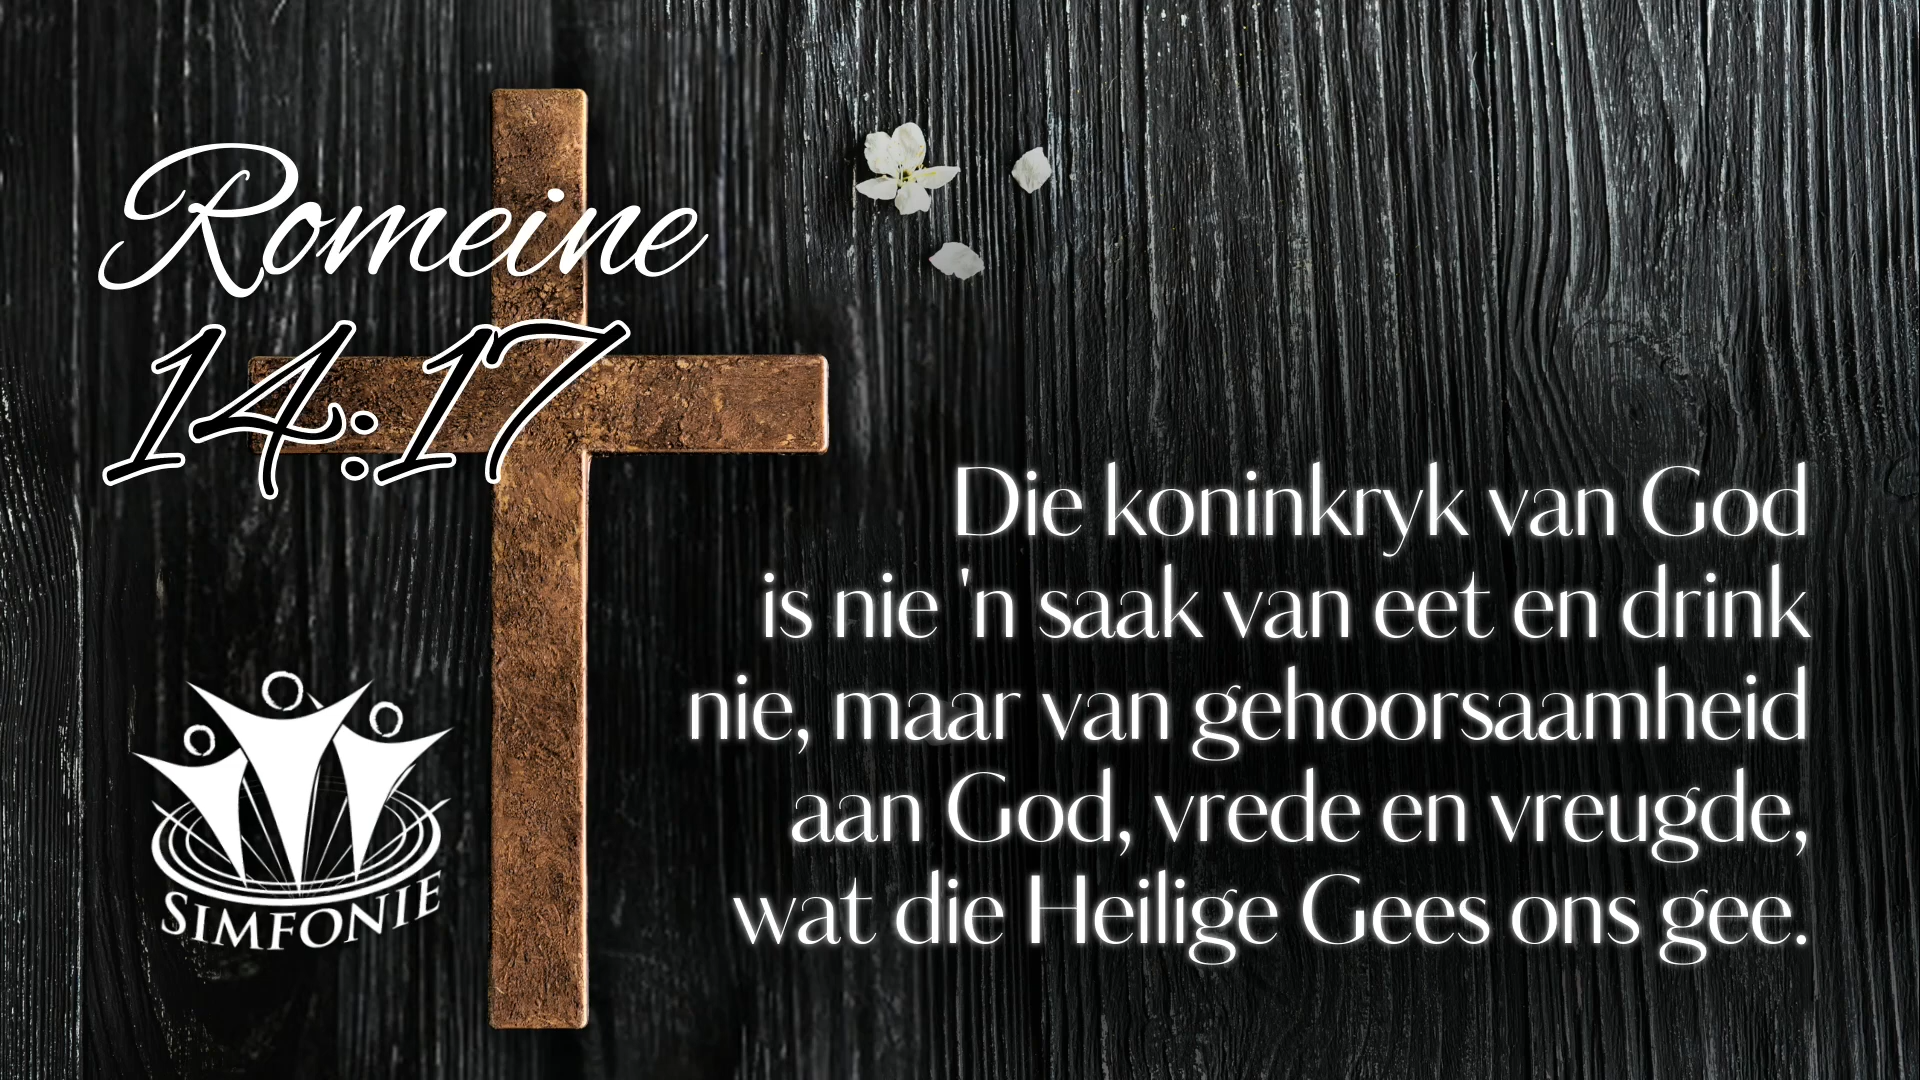 Romeine
14:17
Die koninkryk van God
is nie 'n saak van eet en drink
nie, maar van gehoorsaamheid
aan God, vrede en vreugde,
wat die Heilige Gees ons gee.
SIMFONIE